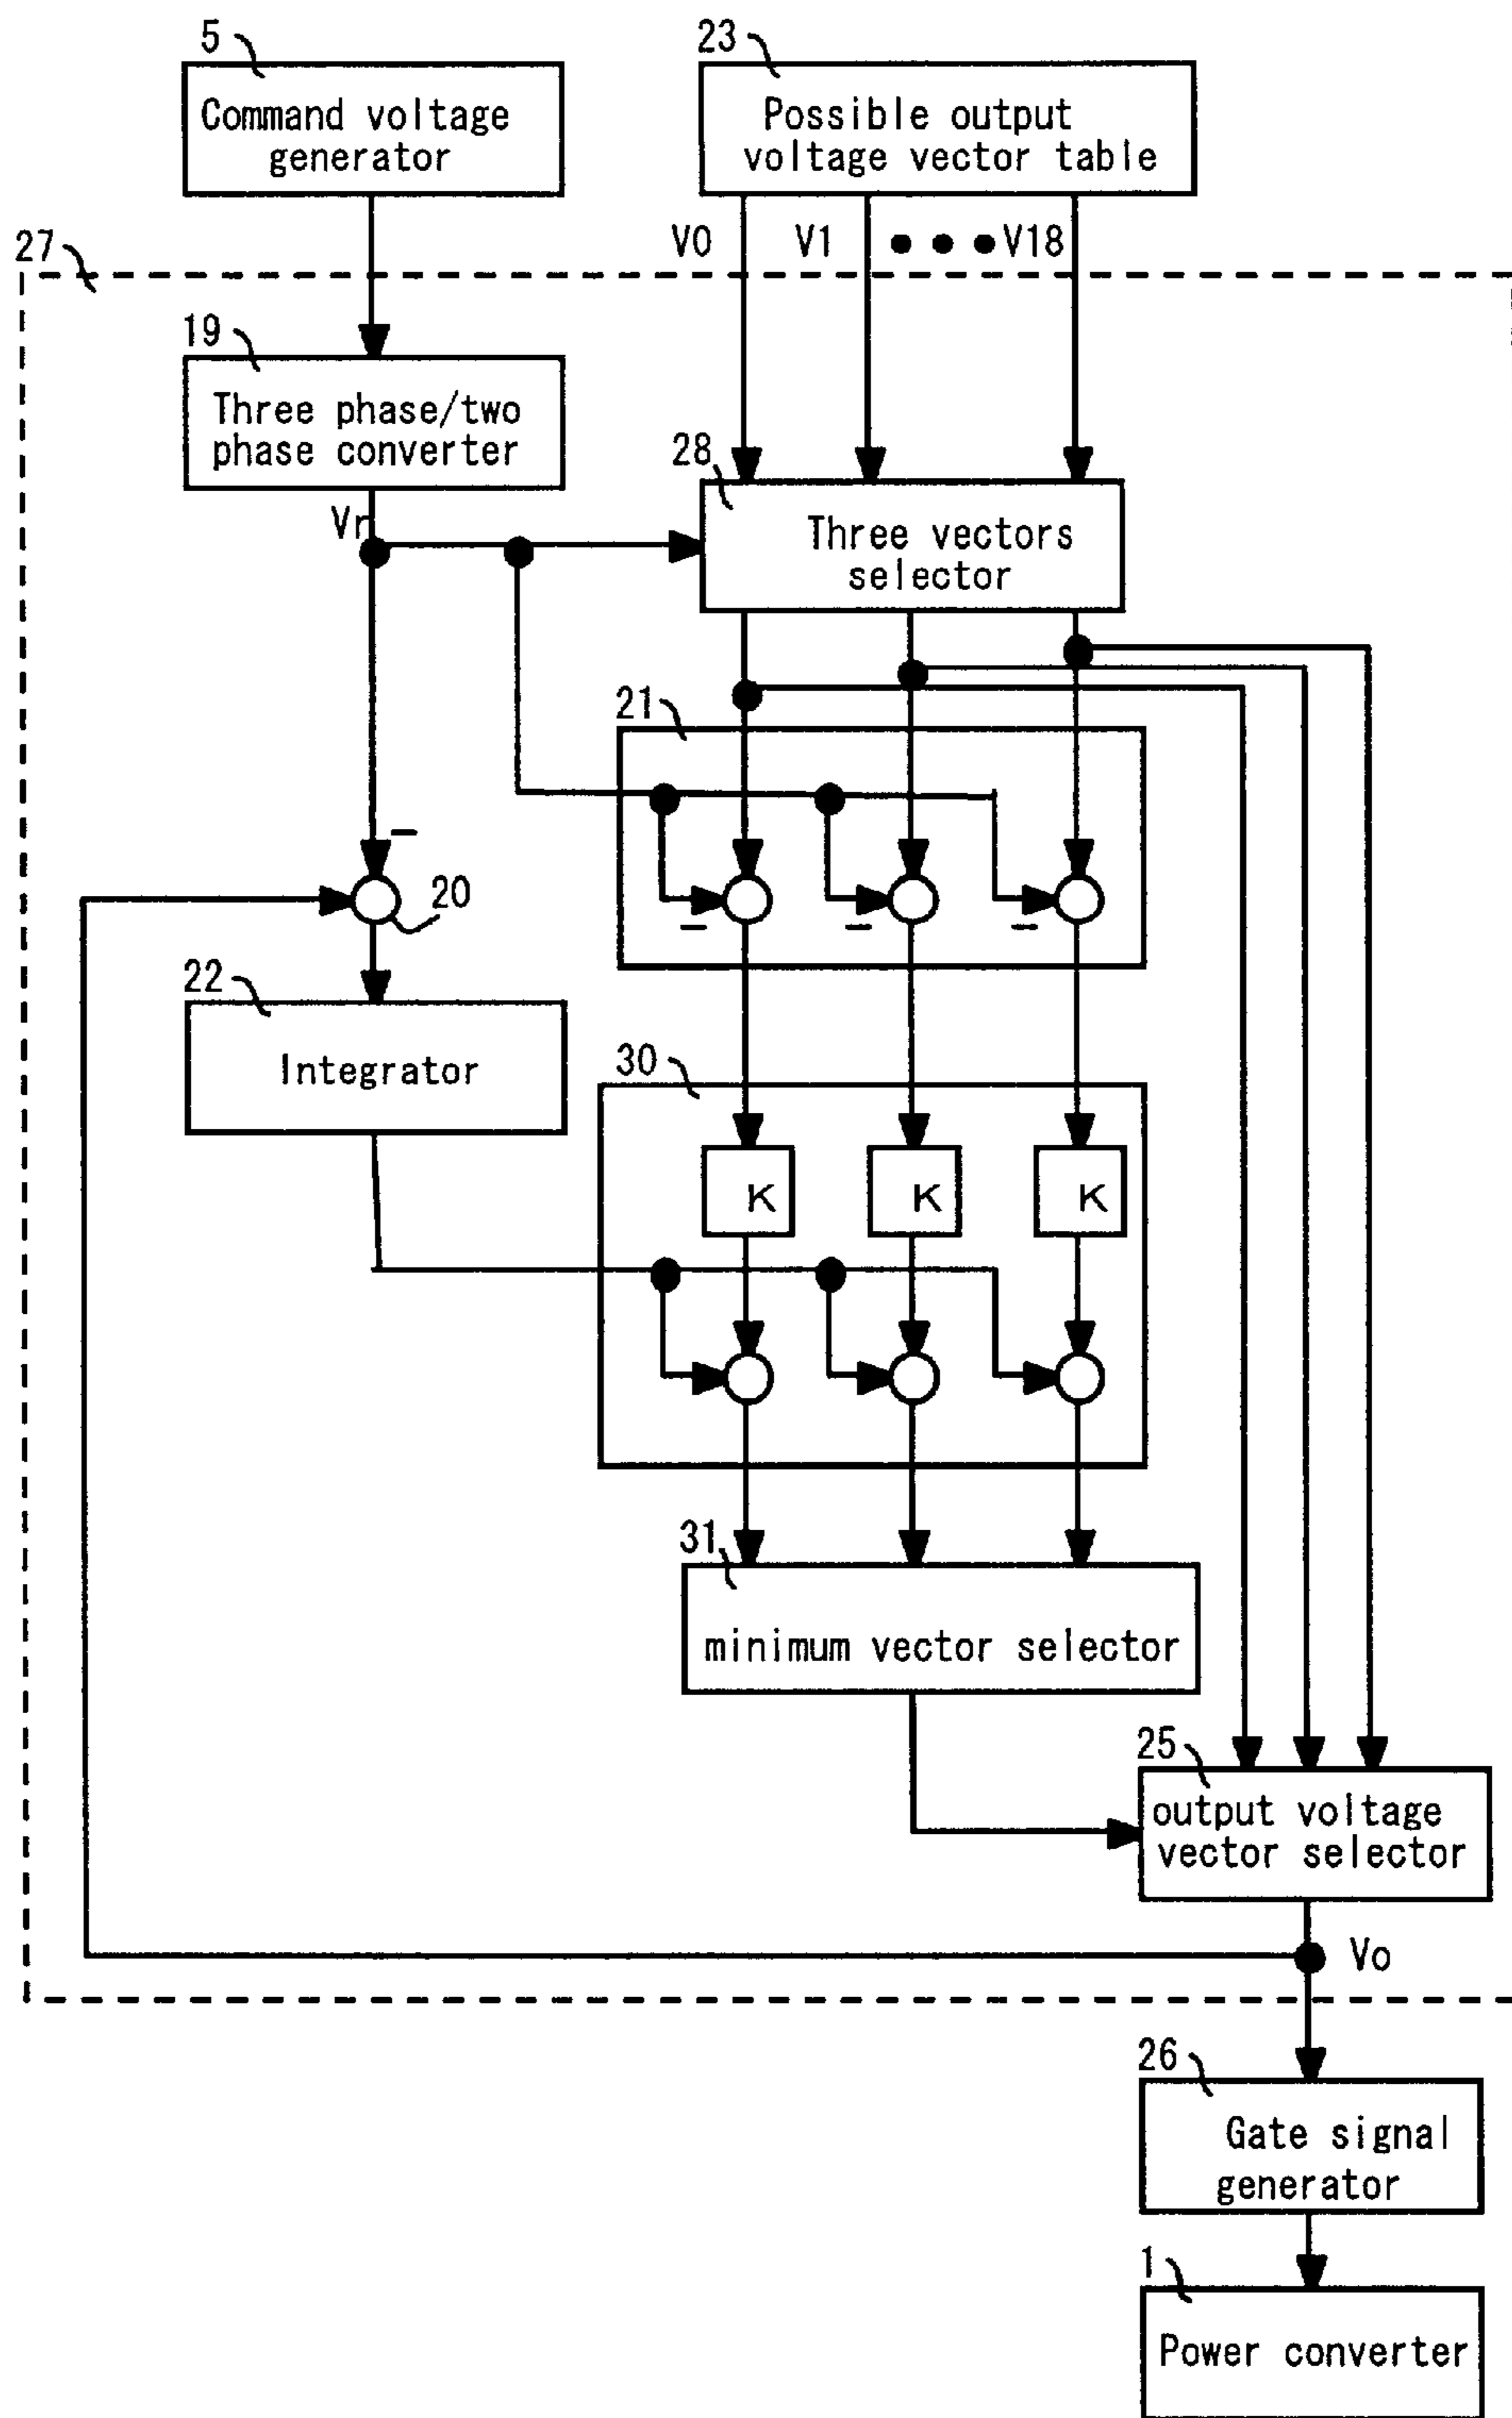 5
23
Command voltage
generator
Possible output
voltage vector table
27
V0
V1
●●●V18
19
Three phase/two
phase converter
28
Vr
Three vectors
selector
21
−
20
− − −
22
Integrator
30
K K K
31
minimum vector selector
25
output voltage
vector selector
Vo
26
Gate signal
generator
1
Power converter